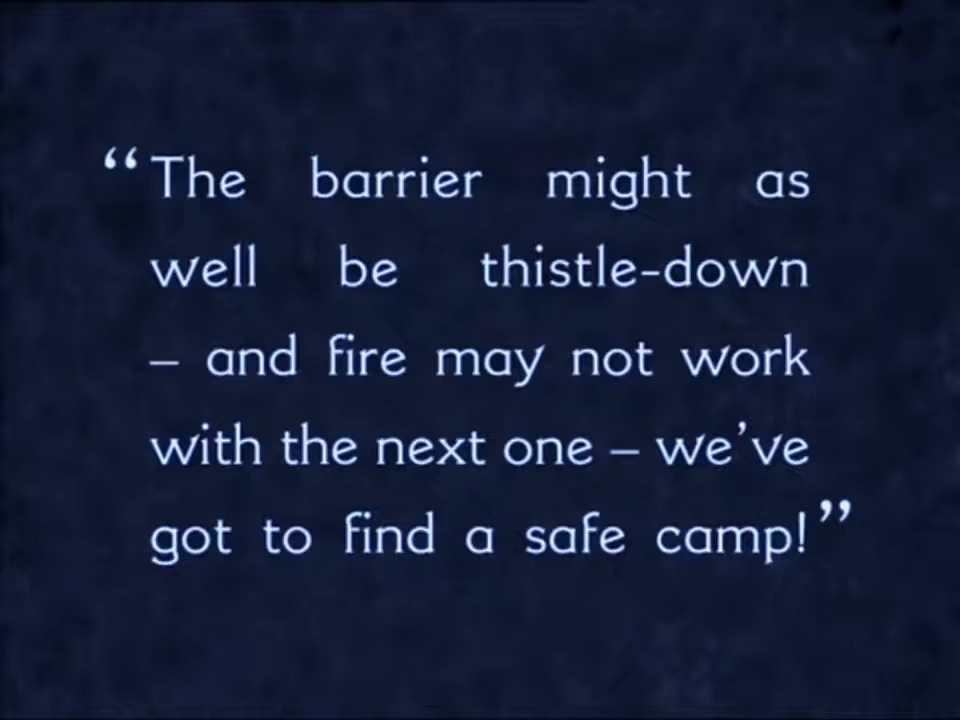 “The barrier might as
well be thistle-down
– and fire may not work
with the next one – we’ve
got to find a safe camp!”